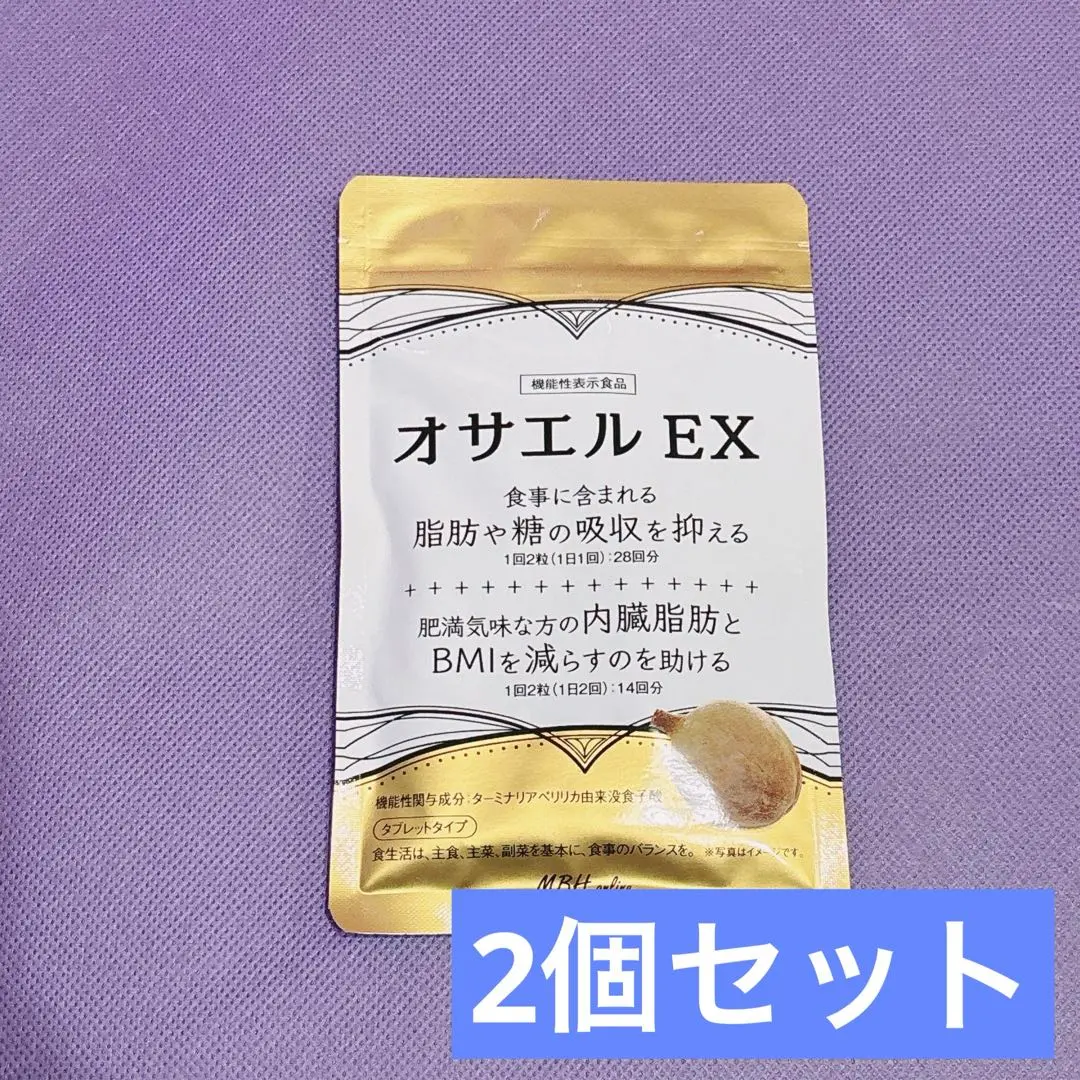 機能性表示食品
オサエル EX
食事に含まれる
脂肪や糖の吸収を抑える
1回2粒(1日1回):28回分
+ + + + + + + + + + + + + +
肥満気味な方の内臓脂肪と
BMIを減らすのを助ける
1回2粒(1日2回):14回分
機能性関与成分:ターミナリアベリリカ由来没食子酸
タブレットタイプ
食生活は、主食、主菜、副菜を基本に、食事のバランスを。 ※写真はイメージです。
MBH online
2個セット